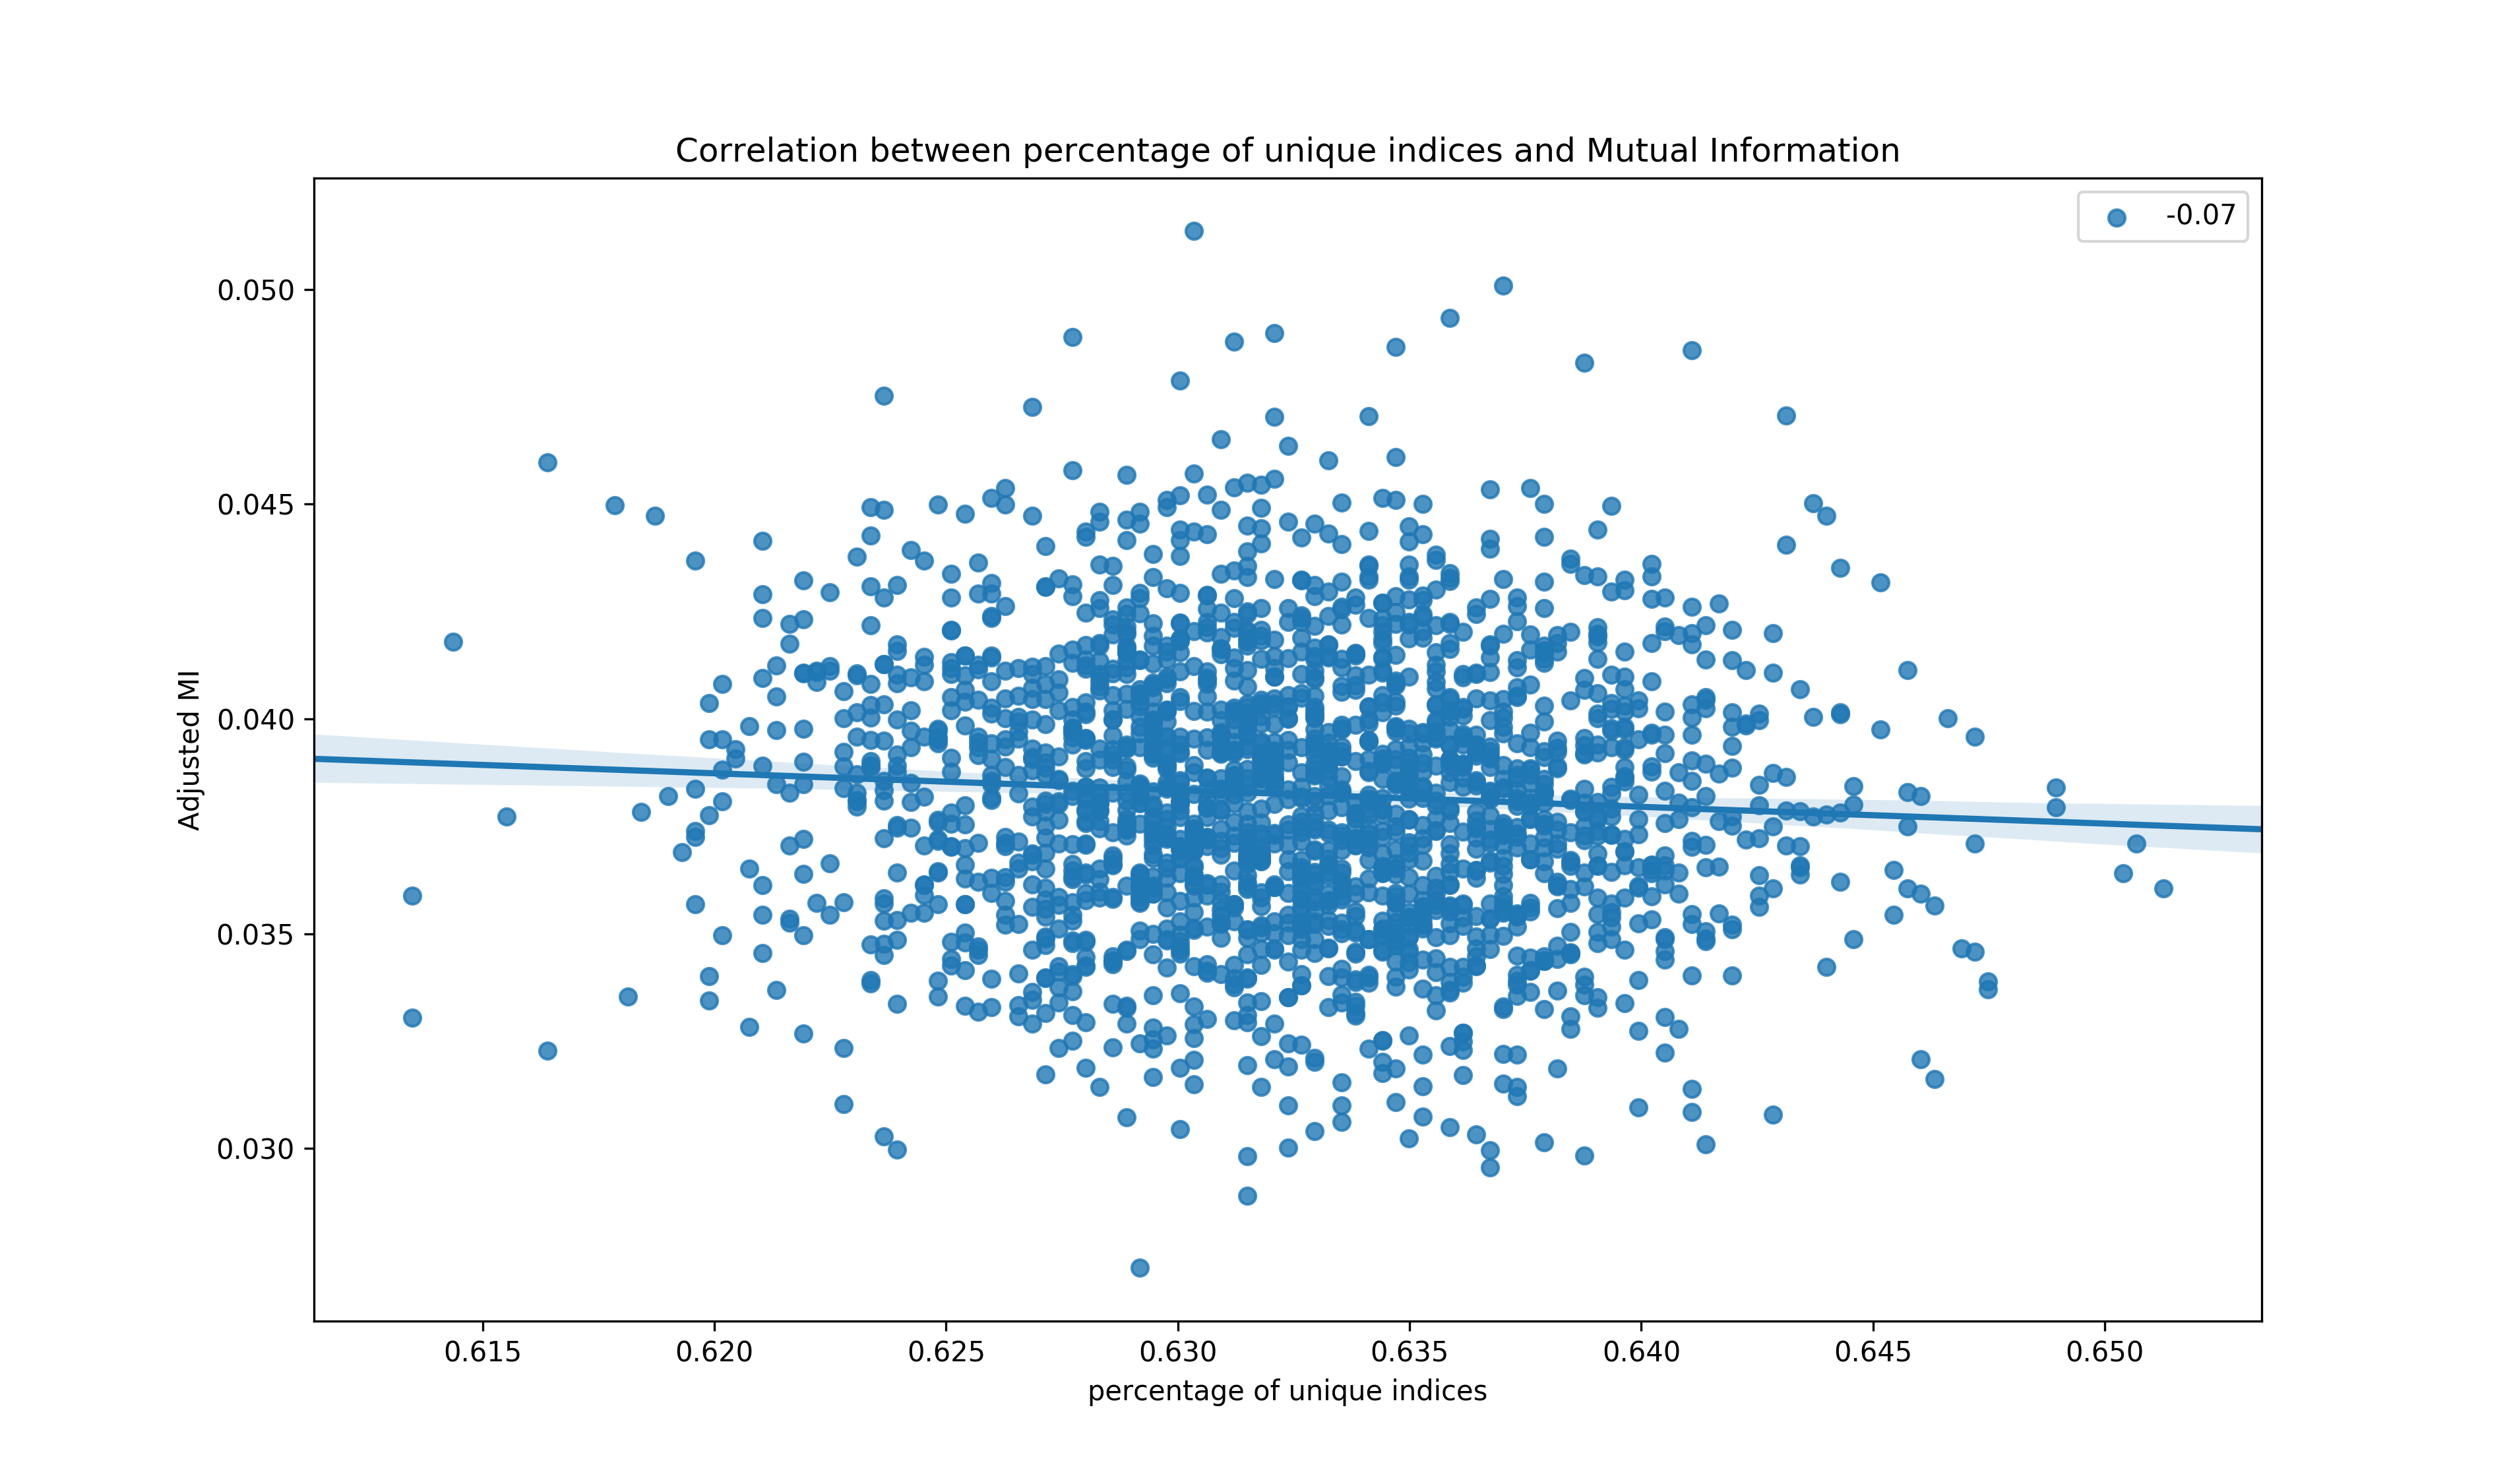 Correlation between percentage of unique indices and Mutual Information
-0.07
0.050
0.045
0.040
0.035
0.030
Adjusted MI
0.615 0.620 0.625 0.630 0.635 0.640 0.645 0.650
percentage of unique indices